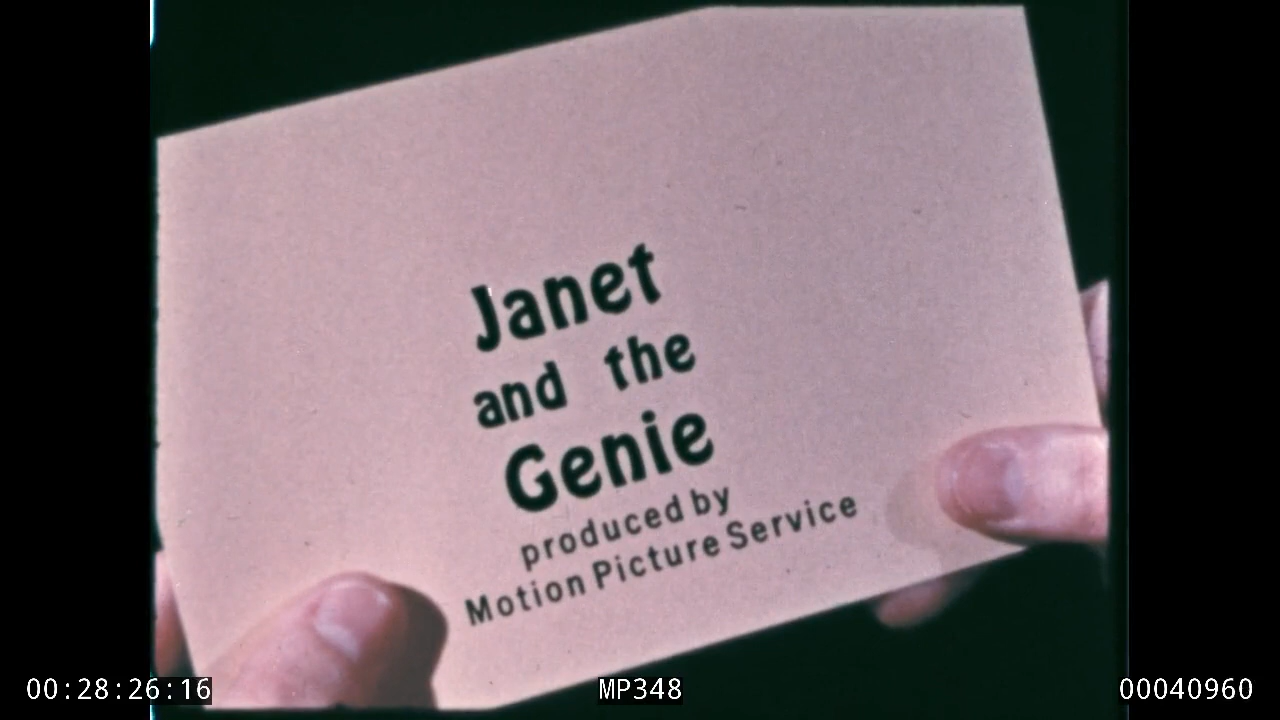 Janet
and the
Genie
produced by
Motion Picture Service
00:28:26:16
MP348
00040960